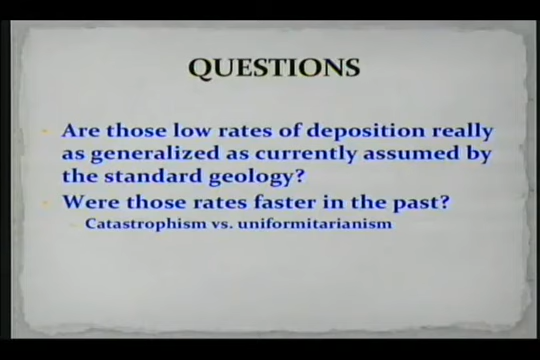 QUESTIONS
Are those low rates of deposition really
as generalized as currently assumed by
the standard geology?
Were those rates faster in the past?
Catastrophism vs. uniformitarianism